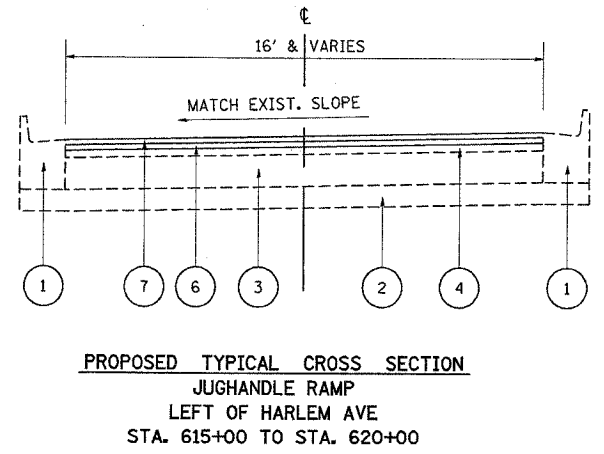 ℄
16' & VARIES
MATCH EXIST. SLOPE
1 7 6 3 2 4 1
PROPOSED TYPICAL CROSS SECTION
JUGHANDLE RAMP
LEFT OF HARLEM AVE
STA. 615+00 TO STA. 620+00